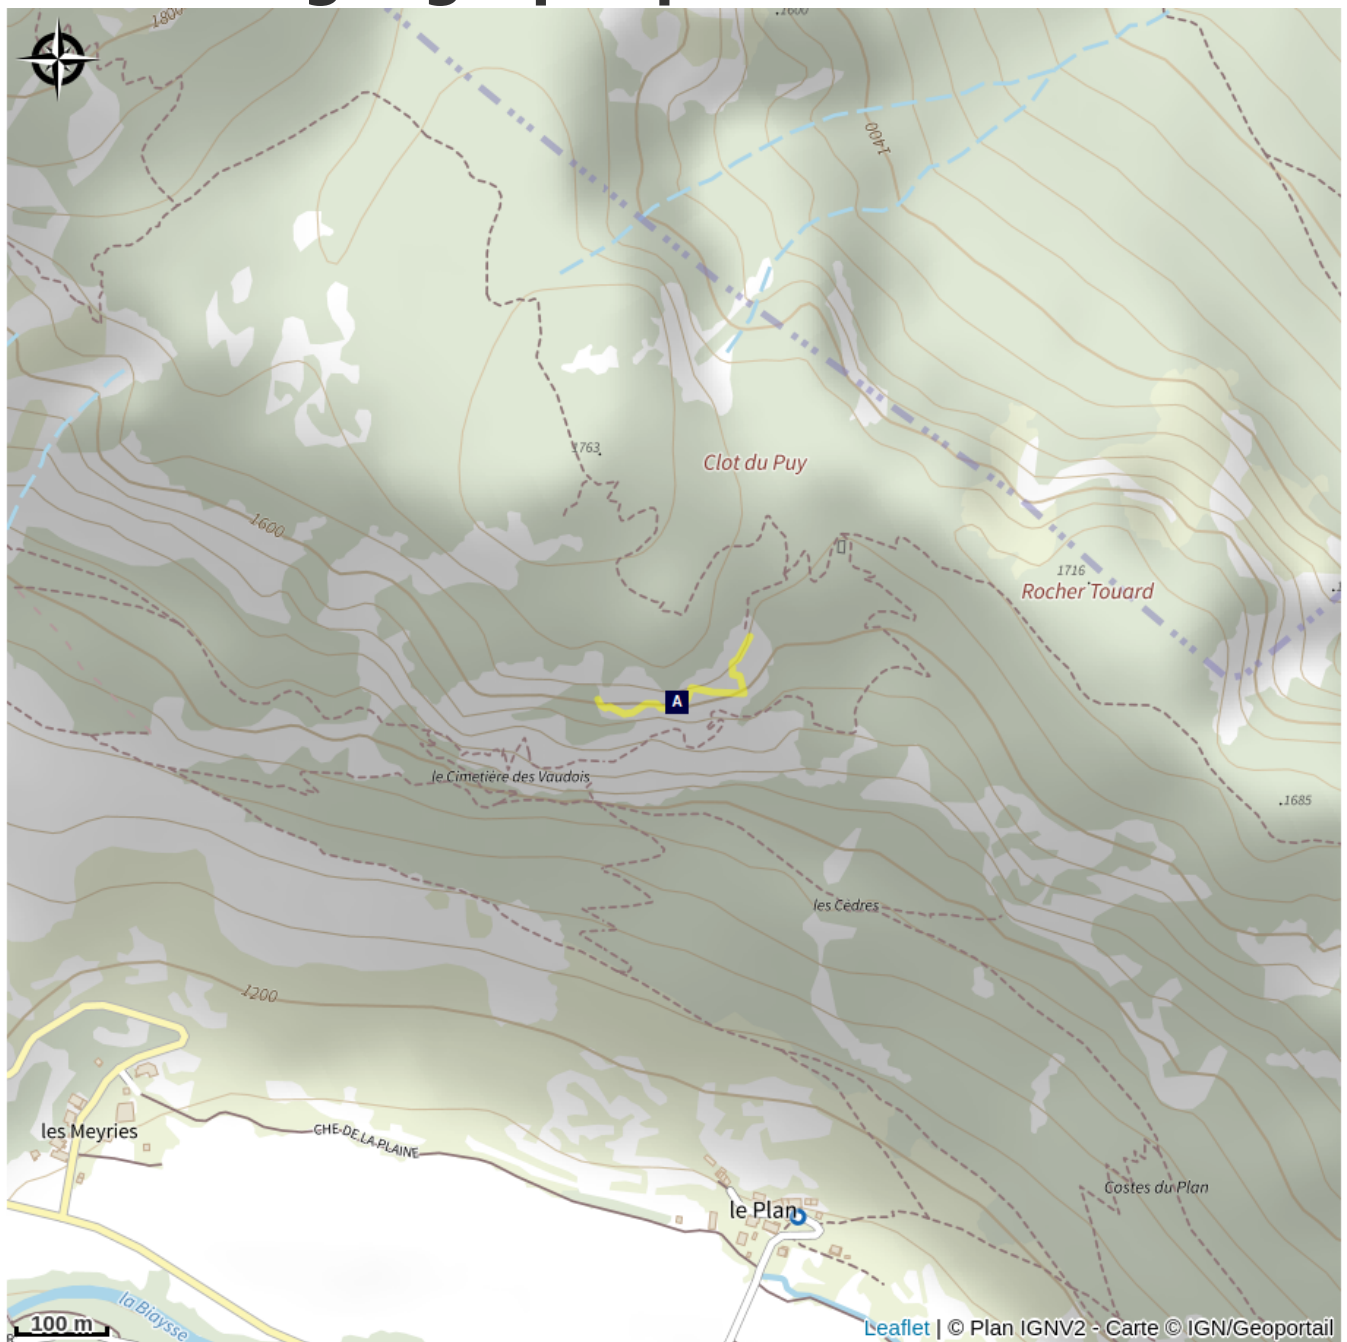 1800
.1600
1400
1763
Clot du Puy
1600
1716
Rocher Touard
A
le Cimetière des Vaudois
.1685
les Cèdres
1200
les Meyries
CHE-DE-LA-PLAINE
Costes du Plan
le Plan
la Biaysse
100 m
Leaflet | © Plan IGNV2 - Carte © IGN/Geoportail